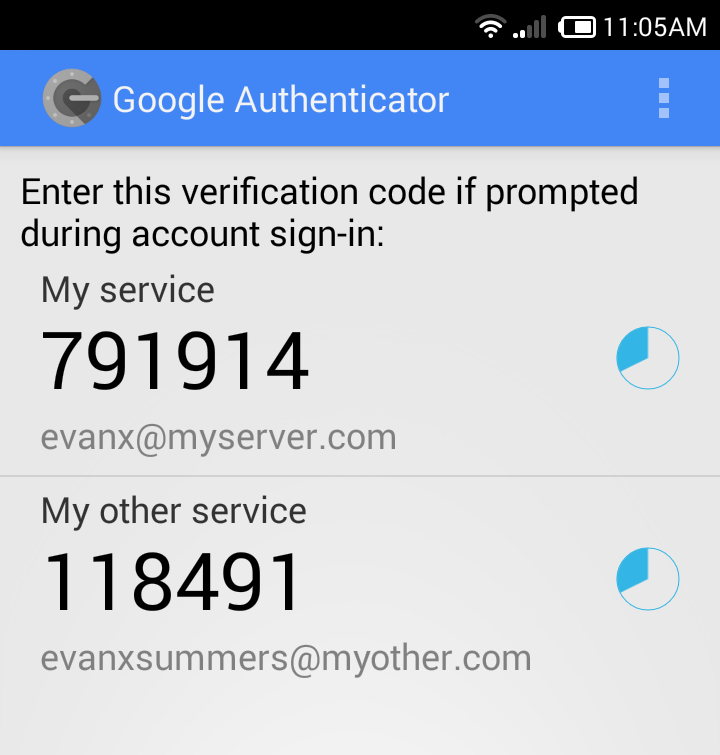 11:05AM
Google Authenticator
Enter this verification code if prompted
during account sign-in:
My service
791914
evanx@myserver.com
My other service
118491
evanxsummers@myother.com